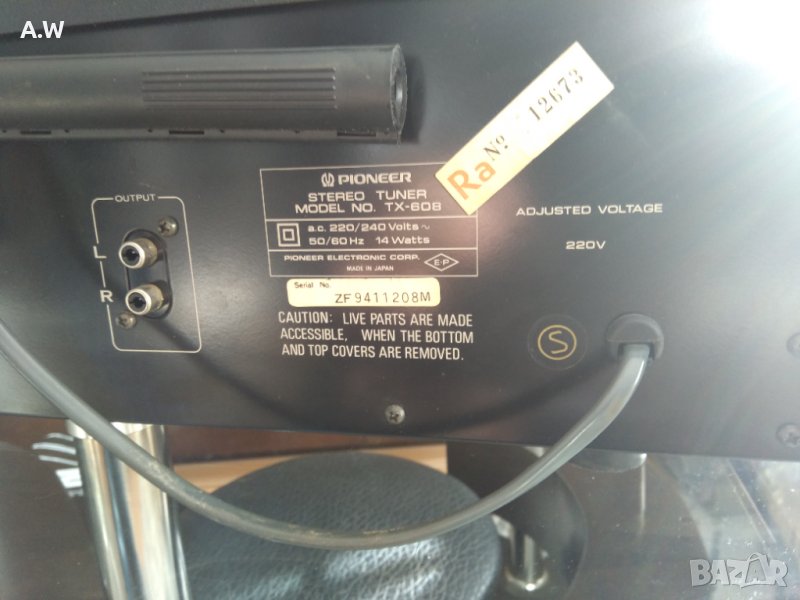 A.W
Ra Nº 12673
OUTPUT
L
R
PIONEER
STEREO TUNER
MODEL NO. TX-608
a.c. 220/240 Volts ~
50/60 Hz 14 Watts
PIONEER ELECTRONIC CORP.
MADE IN JAPAN
E-P
Serial No.
ZF9411208M
CAUTION: LIVE PARTS ARE MADE
ACCESSIBLE, WHEN THE BOTTOM
AND TOP COVERS ARE REMOVED.
ADJUSTED VOLTAGE
220V
S
BAZAR